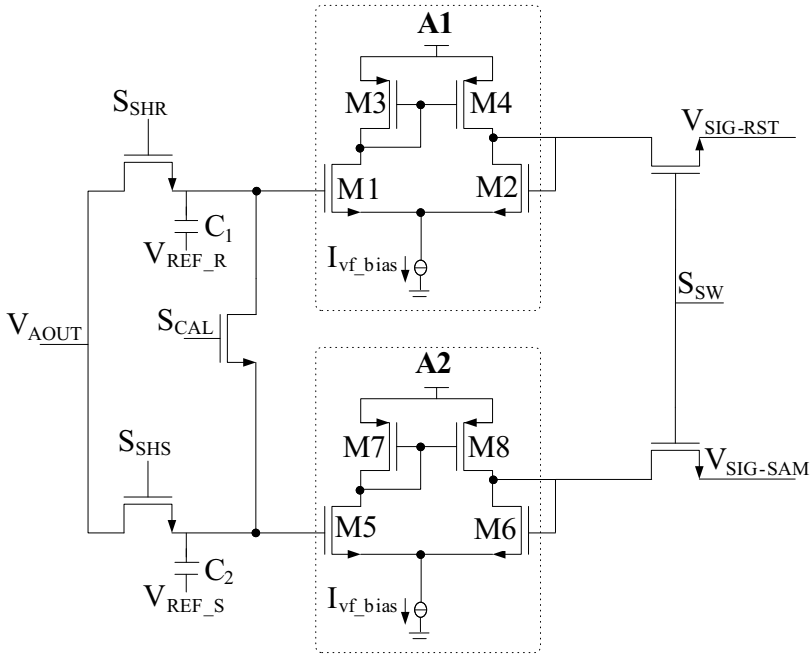 A1
M3
M4
S_SHR
V_SIG-RST
M1
M2
C_1
V_REF_R
I_vf_bias
S_SW
S_CAL
V_AOUT
A2
M7
M8
S_SHS
V_SIG-SAM
M5
M6
C_2
V_REF_S
I_vf_bias